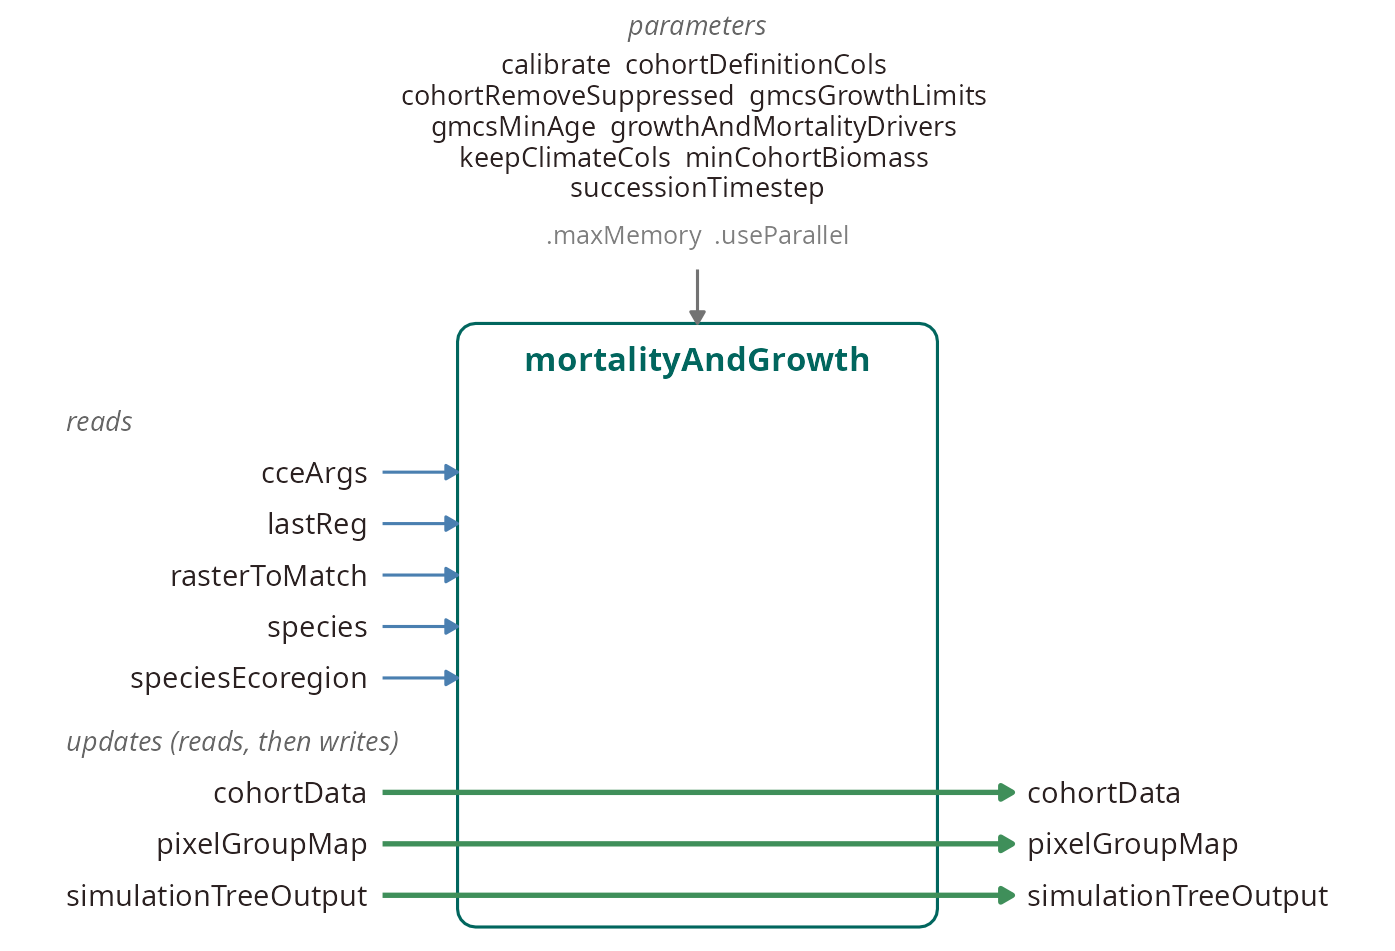 parameters
calibrate cohortDefinitionCols
cohortRemoveSuppressed gmcsGrowthLimits
gmcsMinAge growthAndMortalityDrivers
keepClimateCols minCohortBiomass
successionTimestep
.maxMemory .useParallel
mortalityAndGrowth
reads
cceArgs
lastReg
rasterToMatch
species
speciesEcoregion
updates (reads, then writes)
cohortData cohortData
pixelGroupMap pixelGroupMap
simulationTreeOutput simulationTreeOutput